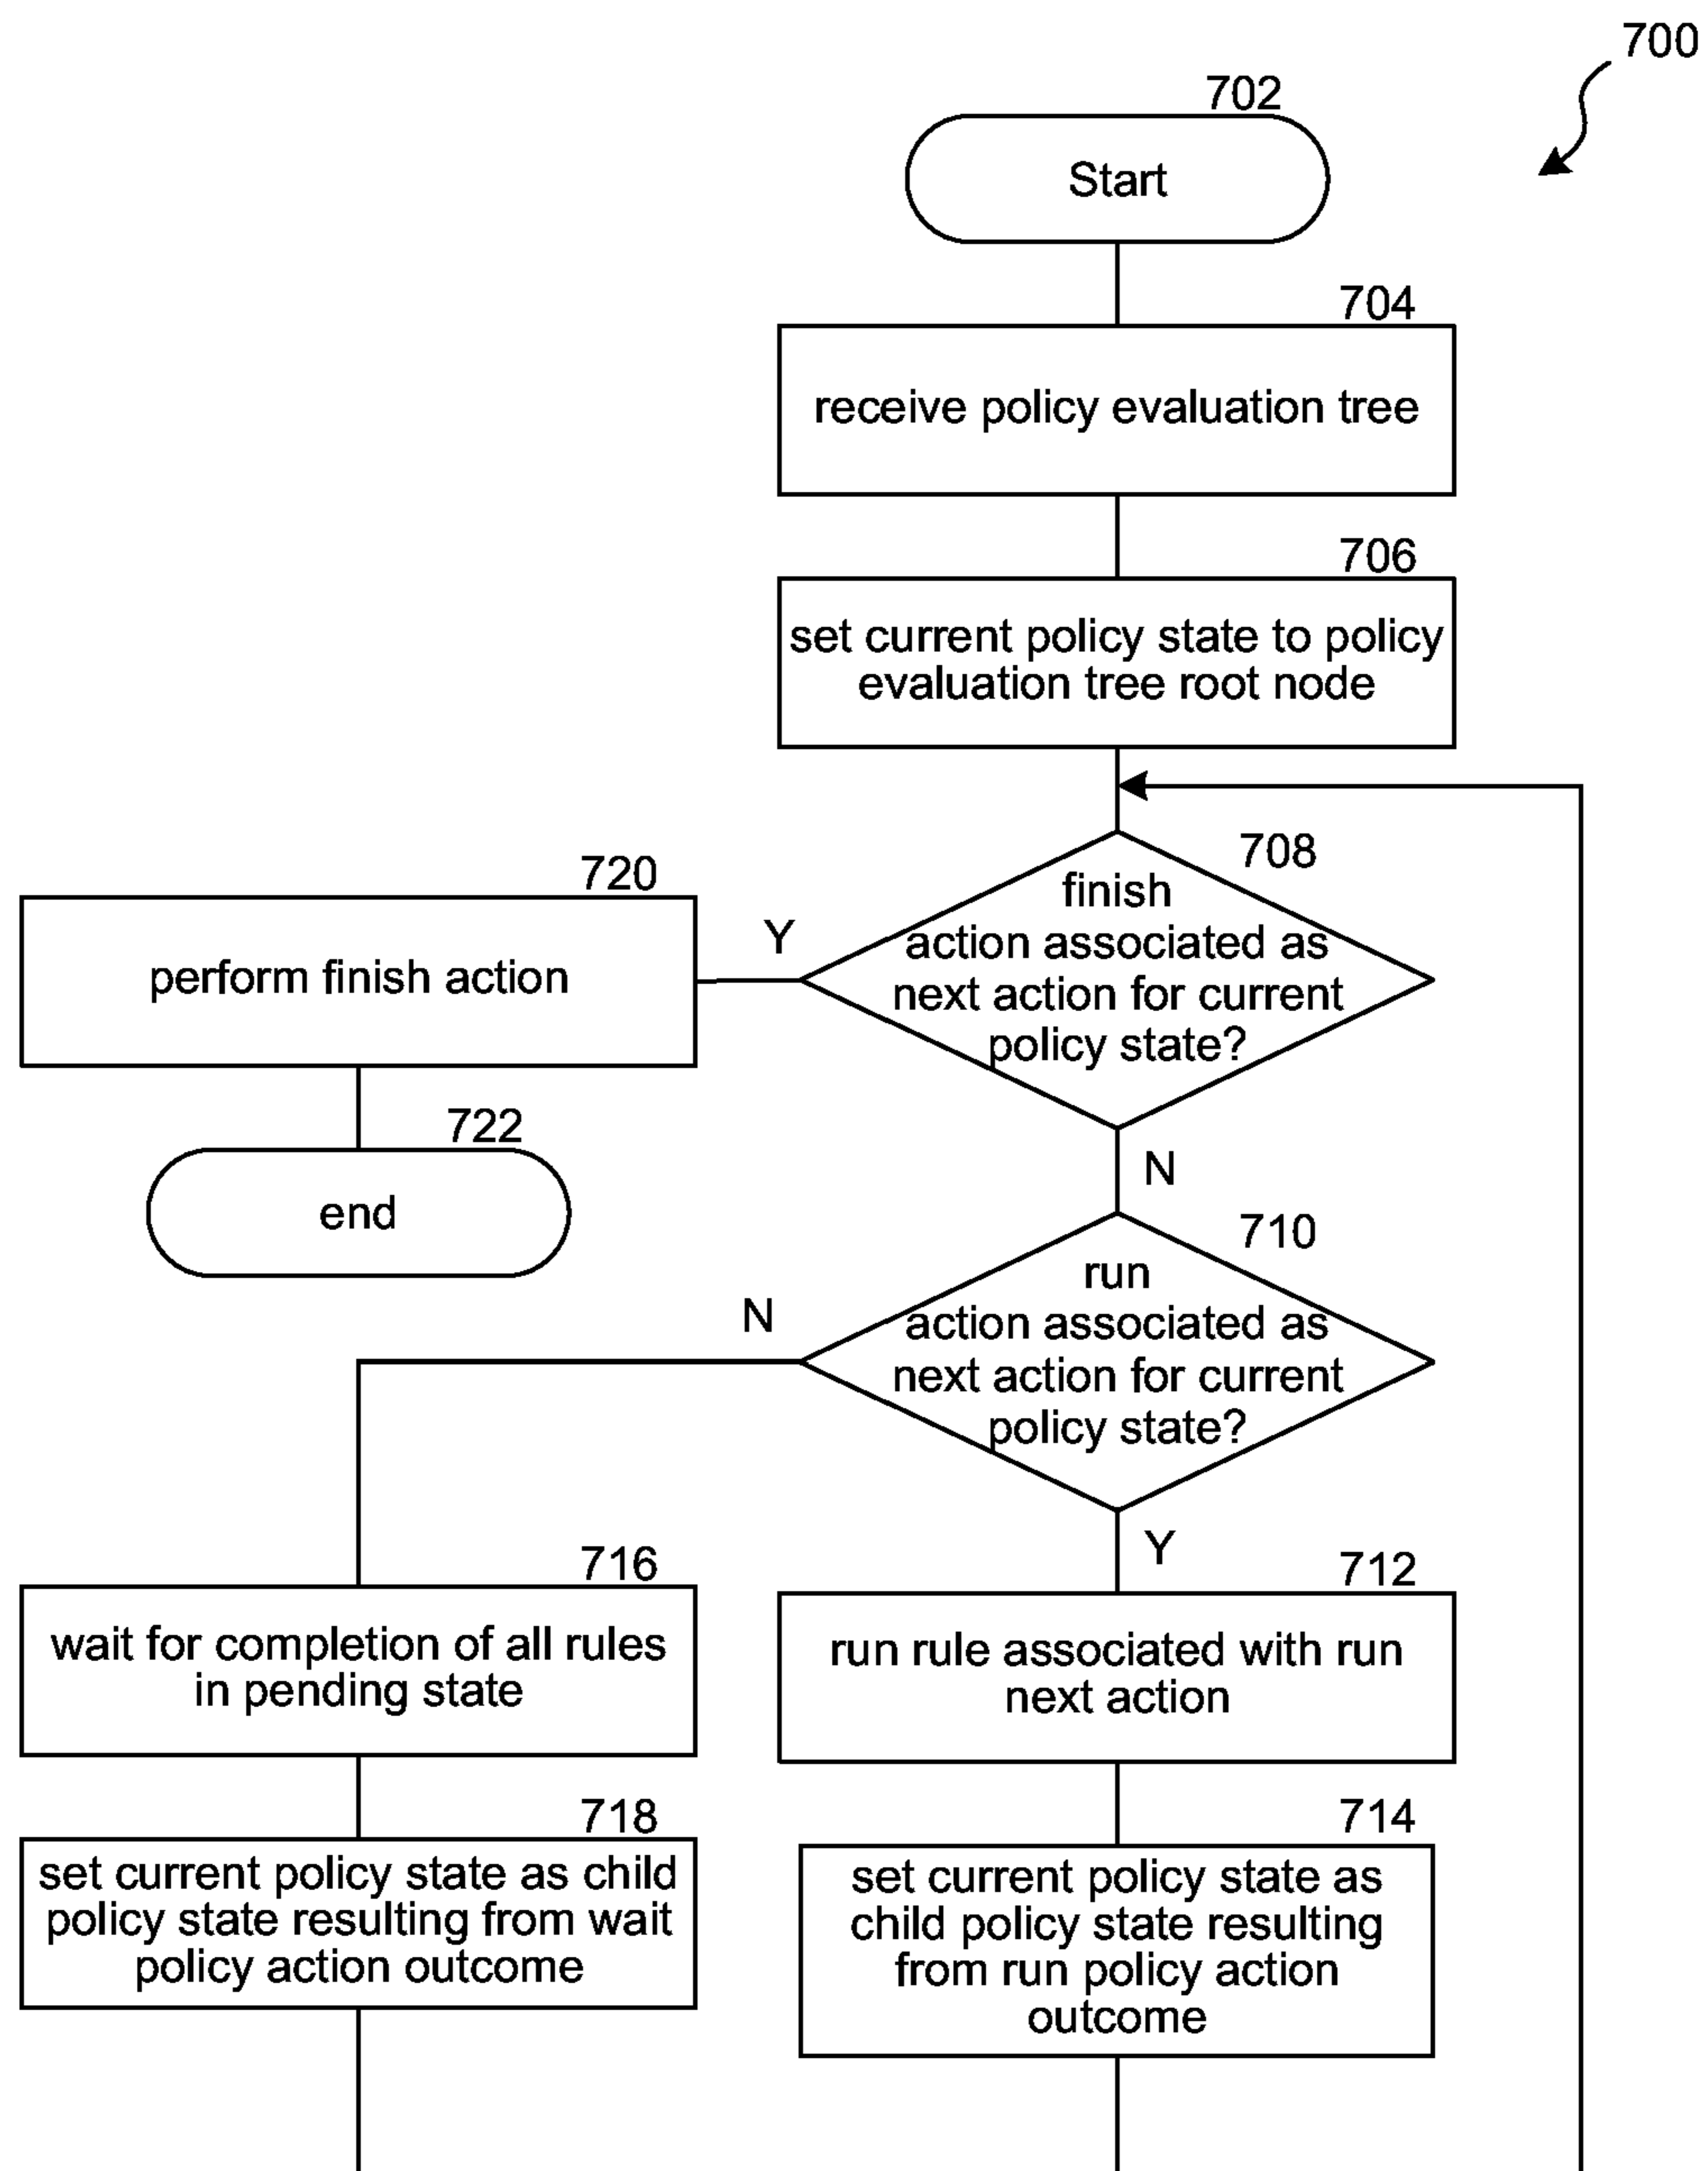 700
702
Start
704
receive policy evaluation tree
706
set current policy state to policy
evaluation tree root node
708
finish
action associated as
next action for current
policy state?
Y
720
perform finish action
722
end
N
710
run
action associated as
next action for current
policy state?
N
Y
716
wait for completion of all rules
in pending state
712
run rule associated with run
next action
718
set current policy state as child
policy state resulting from wait
policy action outcome
714
set current policy state as
child policy state resulting
from run policy action
outcome